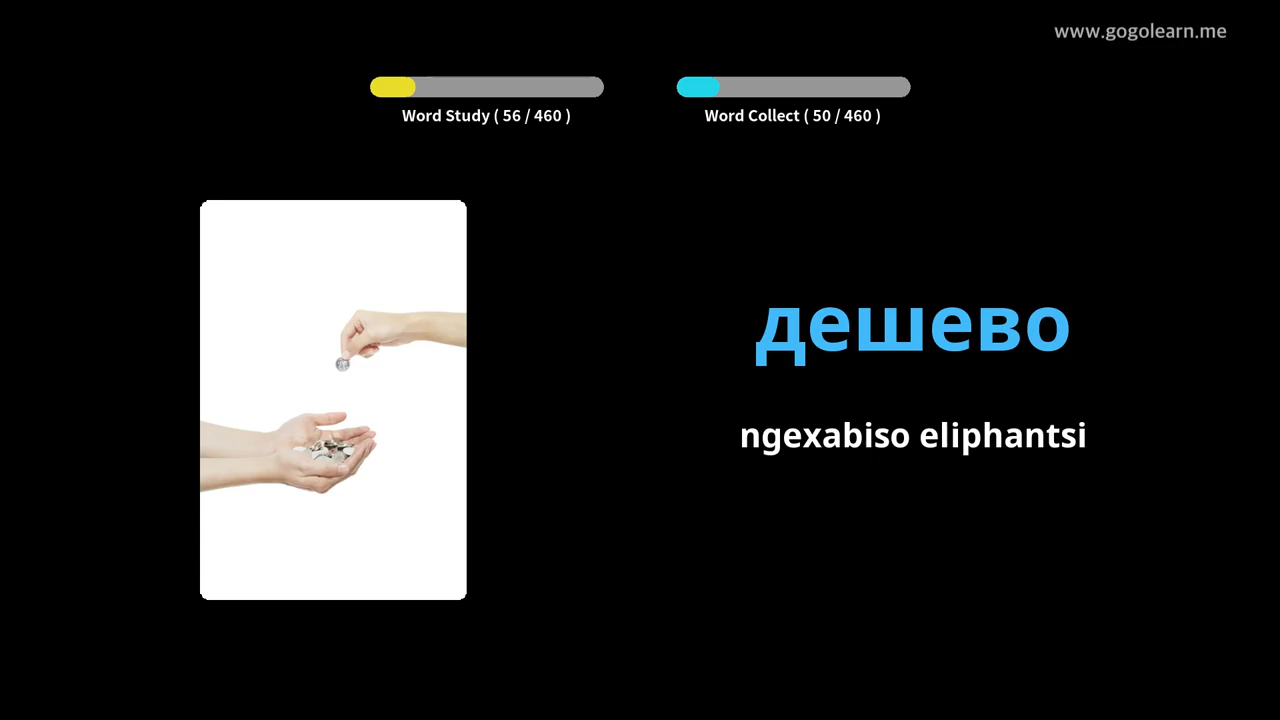 www.gogolearn.me
Word Study ( 56 / 460 )
Word Collect ( 50 / 460 )
дешево
ngexabiso eliphantsi